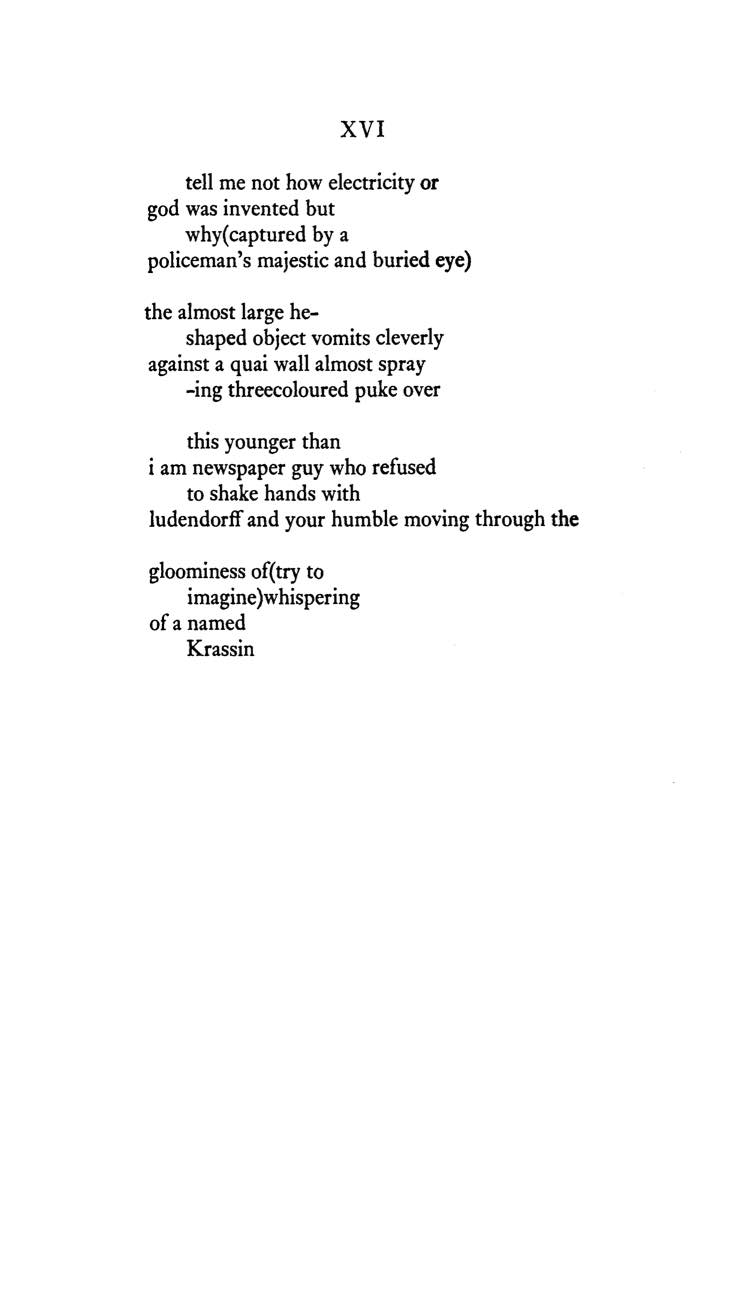 XVI
tell me not how electricity or
god was invented but
why(captured by a
policeman's majestic and buried eye)
the almost large he-
shaped object vomits cleverly
against a quai wall almost spray
-ing threecoloured puke over
this younger than
i am newspaper guy who refused
to shake hands with
ludendorff and your humble moving through the
gloominess of(try to
imagine)whispering
of a named
Krassin